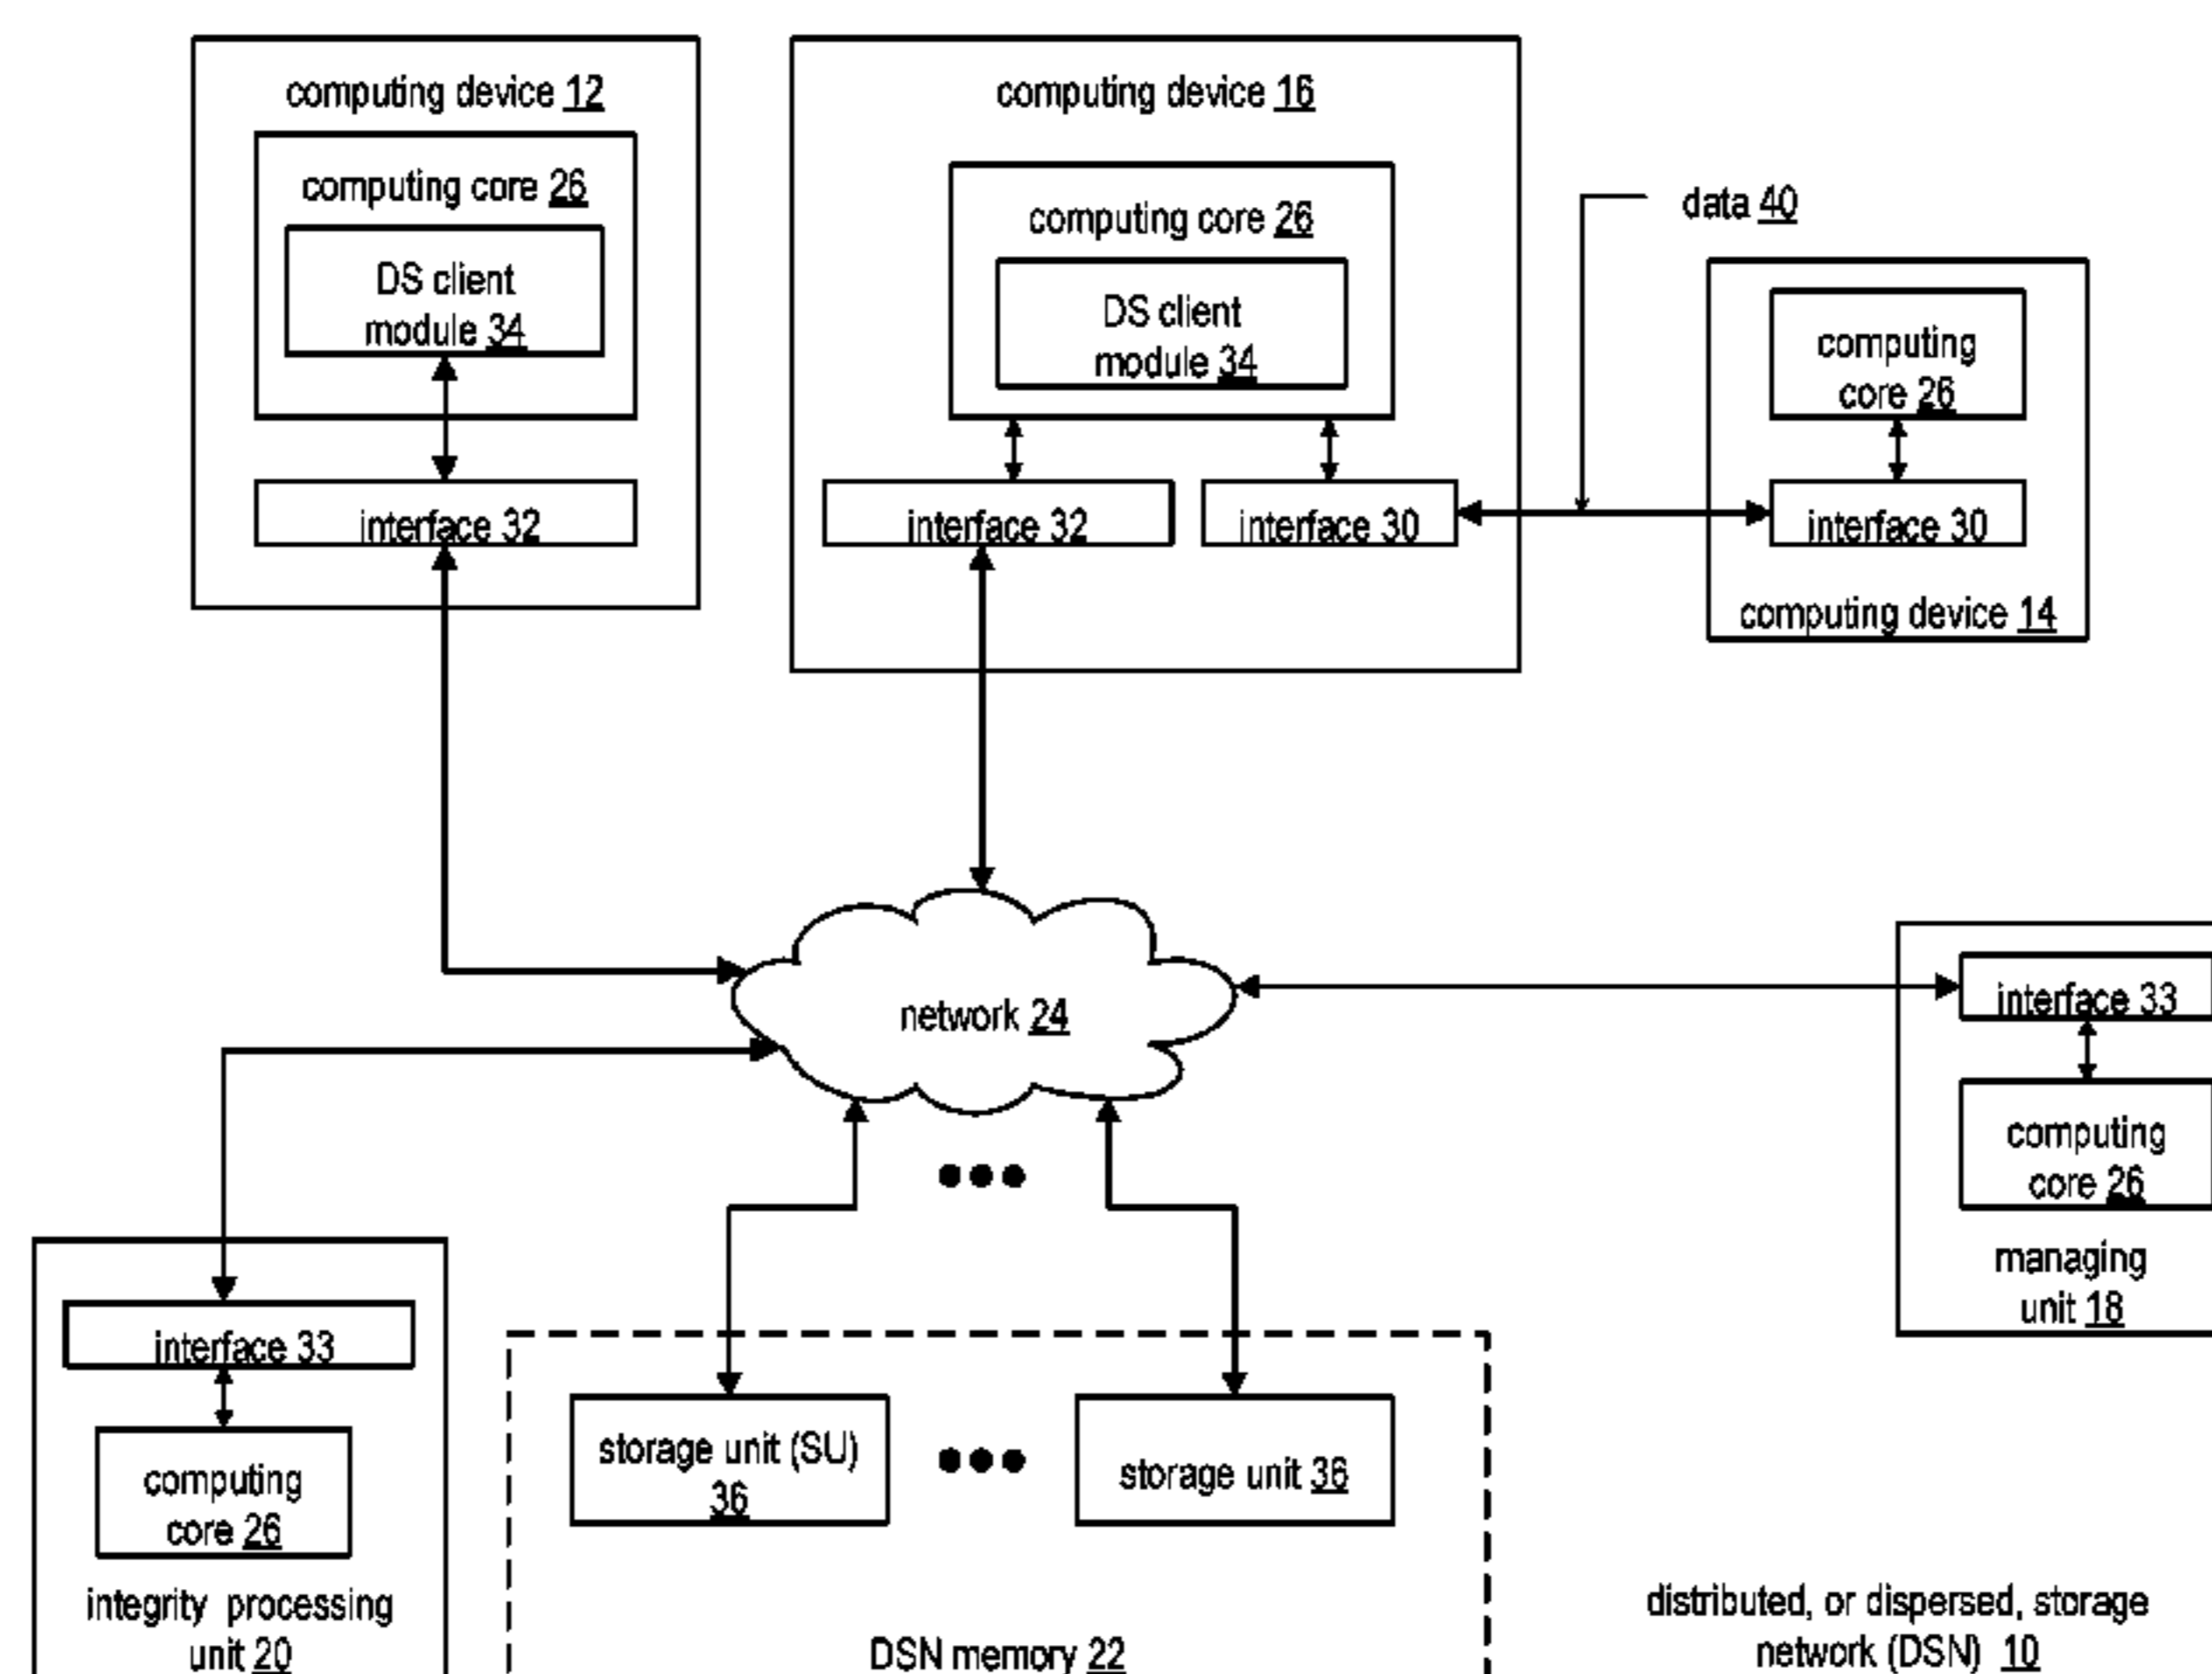 computing device 12
computing core 26
DS client
module 34
interface 32
computing device 16
computing core 26
DS client
module 34
interface 32
interface 30
data 40
computing
core 26
interface 30
computing device 14
network 24
interface 33
computing
core 26
managing
unit 18
interface 33
computing
core 26
integrity processing
unit 20
storage unit (SU)
36
storage unit 36
DSN memory 22
distributed, or dispersed, storage
network (DSN) 10